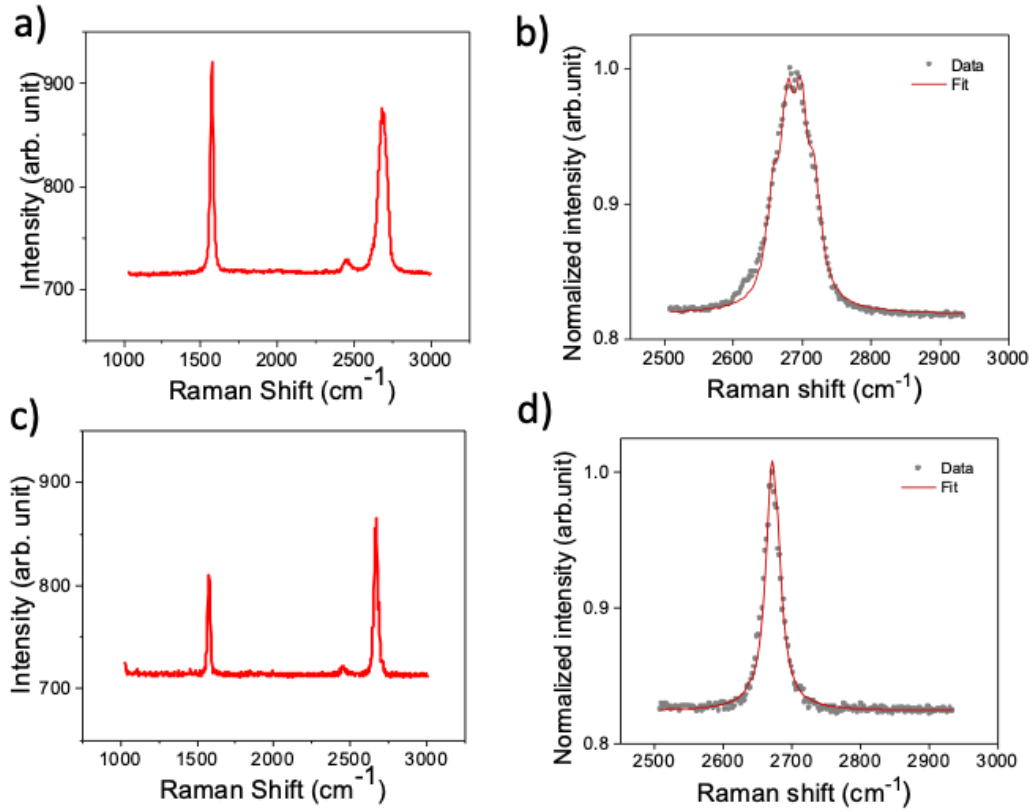 a)
Intensity (arb. unit)
900
800
700
1000 1500 2000 2500 3000
Raman Shift (cm-1)
b)
Normalized intensity (arb.unit)
1.0
0.9
0.8
Data
Fit
2500 2600 2700 2800 2900 3000
Raman shift (cm-1)
c)
Intensity (arb. unit)
900
800
700
1000 1500 2000 2500 3000
Raman Shift (cm-1)
d)
Normalized intensity (arb.unit)
1.0
0.9
0.8
Data
Fit
2500 2600 2700 2800 2900 3000
Raman shift (cm-1)